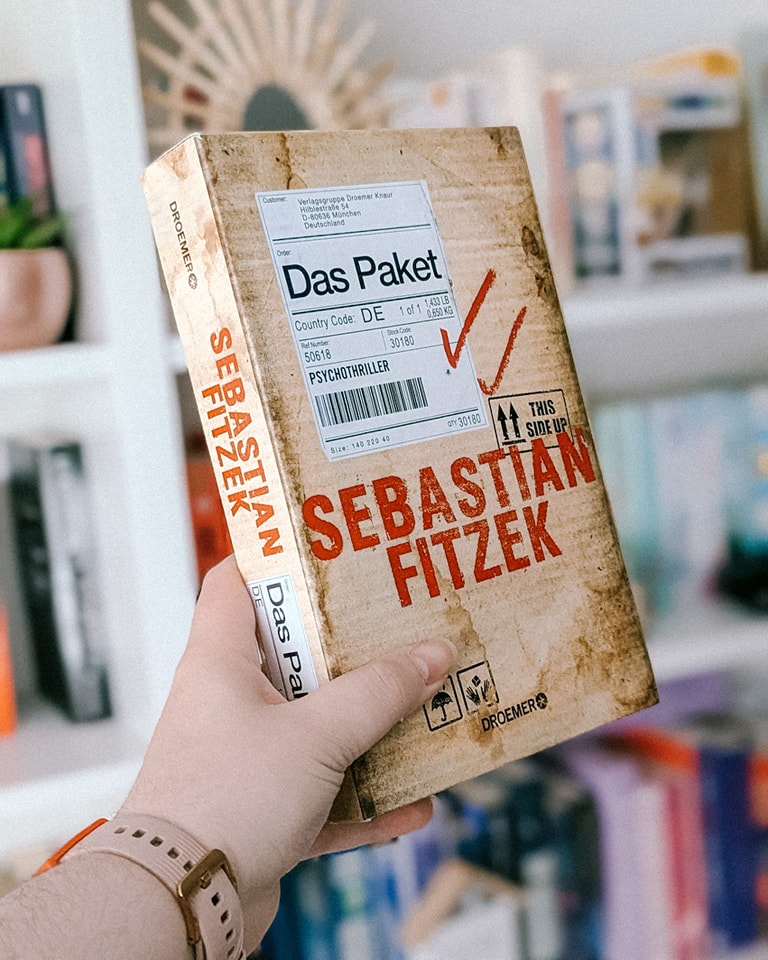 DROEMER
SEBASTIAN
FITZEK
DE
Das Pa
Customer:
Verlagsgruppe Droemer Knaur
Hilblestraße 54
D-80636 München
Deutschland
Order:
Das Paket
Country Code: DE 1 of 1 1,433 LB
0,650 KG
Ref Number: Stock Code:
50618 30180
PSYCHOTHRILLER
Size: 140 220 40 QTY 30180
THIS
SIDE UP
SEBASTIAN
FITZEK
DROEMER